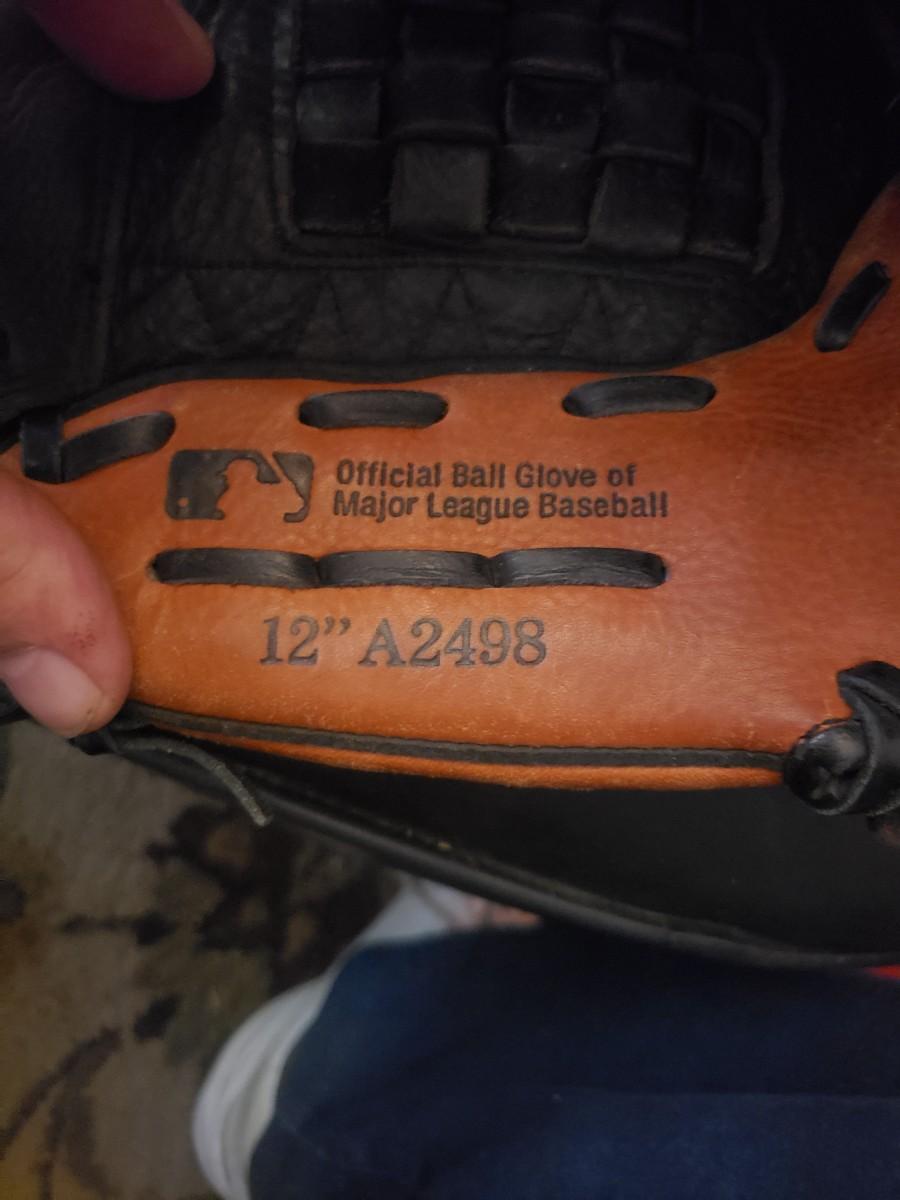 Official Ball Glove of
Major League Baseball
12” A2498